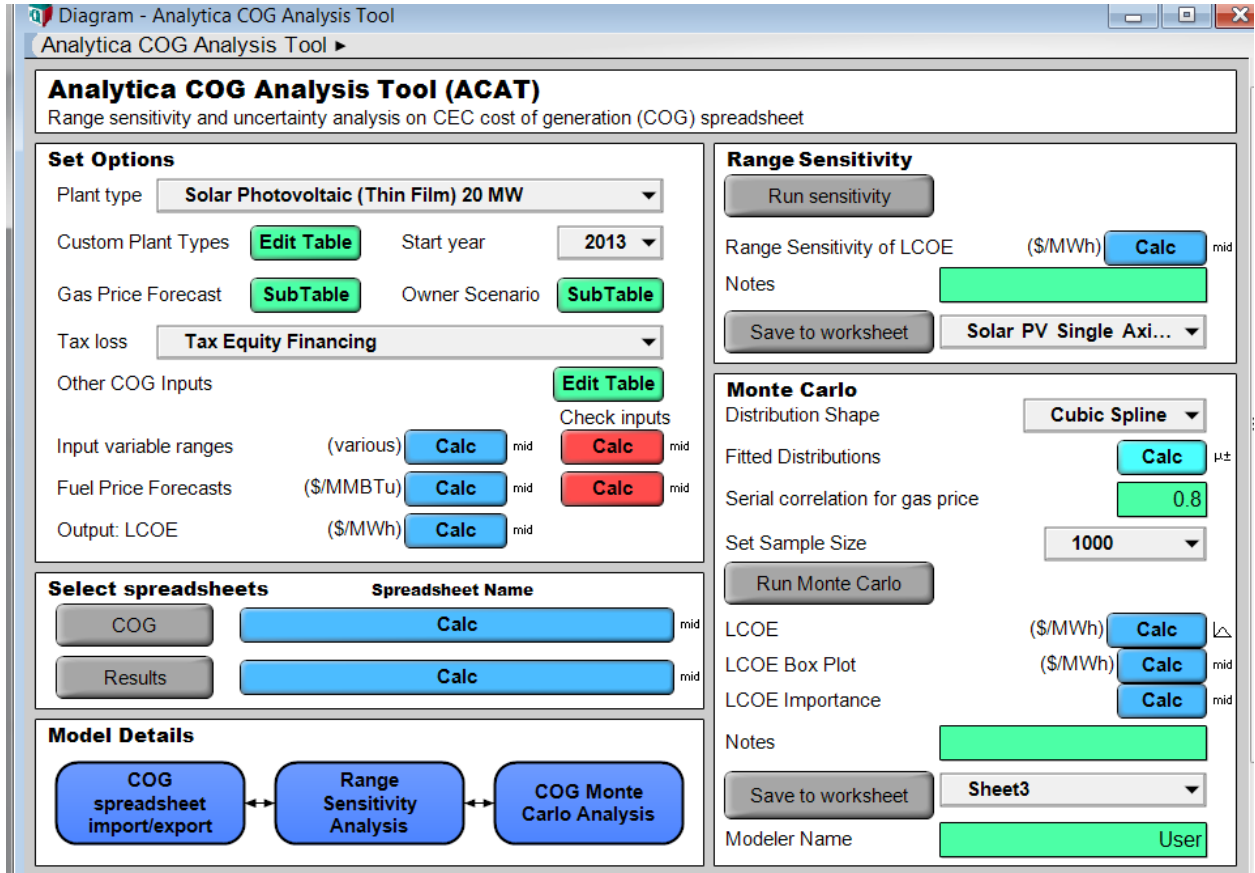 Diagram - Analytica COG Analysis Tool
Analytica COG Analysis Tool ►
Analytica COG Analysis Tool (ACAT)
Range sensitivity and uncertainty analysis on CEC cost of generation (COG) spreadsheet
Set Options
Plant type Solar Photovoltaic (Thin Film) 20 MW
Custom Plant Types Edit Table Start year 2013
Gas Price Forecast SubTable Owner Scenario SubTable
Tax loss Tax Equity Financing
Other COG Inputs Edit Table
Check inputs
Input variable ranges (various) Calc mid Calc mid
Fuel Price Forecasts ($/MMBTu) Calc mid Calc mid
Output: LCOE ($/MWh) Calc mid
Select spreadsheets Spreadsheet Name
COG Calc mid
Results Calc mid
Model Details
COG spreadsheet import/export
Range Sensitivity Analysis
COG Monte Carlo Analysis
Range Sensitivity
Run sensitivity
Range Sensitivity of LCOE ($/MWh) Calc mid
Notes
Save to worksheet Solar PV Single Axi...
Monte Carlo
Distribution Shape Cubic Spline
Fitted Distributions Calc μ±
Serial correlation for gas price 0.8
Set Sample Size 1000
Run Monte Carlo
LCOE ($/MWh) Calc
LCOE Box Plot ($/MWh) Calc mid
LCOE Importance Calc mid
Notes
Save to worksheet Sheet3
Modeler Name User